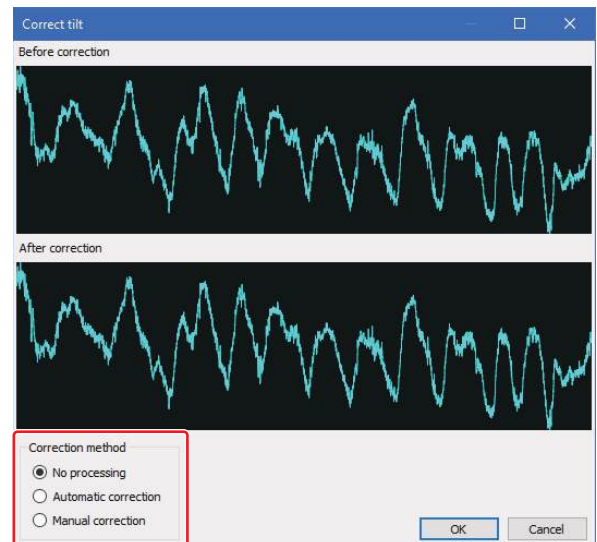 Correct tilt
Before correction
After correction
Correction method
No processing
Automatic correction
Manual correction
OK
Cancel